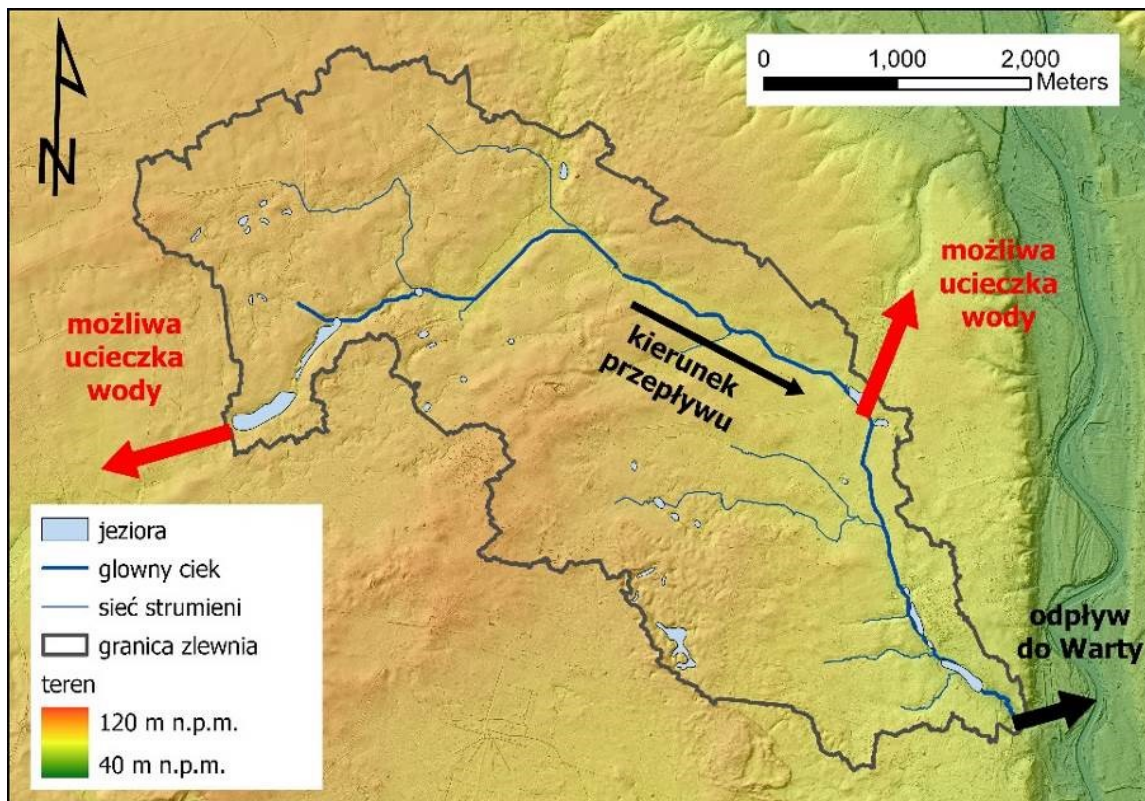 N
0 1,000 2,000
Meters
możliwa
ucieczka
wody
możliwa
ucieczka
wody
kierunek
przepływu
odpływ
do Warty
jeziora
glowny ciek
sieć strumieni
granica zlewnia
teren
120 m n.p.m.
40 m n.p.m.